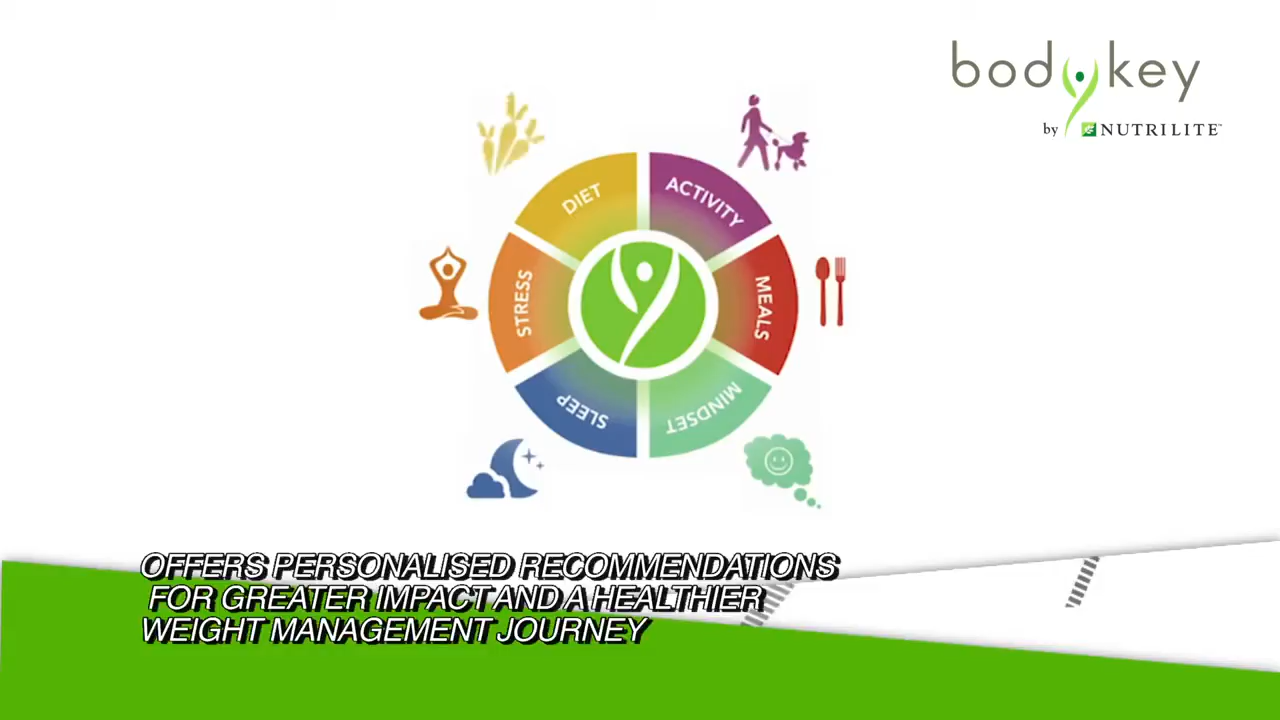 bodykey
by NUTRILITE™
DIET
ACTIVITY
STRESS
MEALS
SLEEP
MINDSET
OFFERS PERSONALISED RECOMMENDATIONS
FOR GREATER IMPACT AND A HEALTHIER
WEIGHT MANAGEMENT JOURNEY